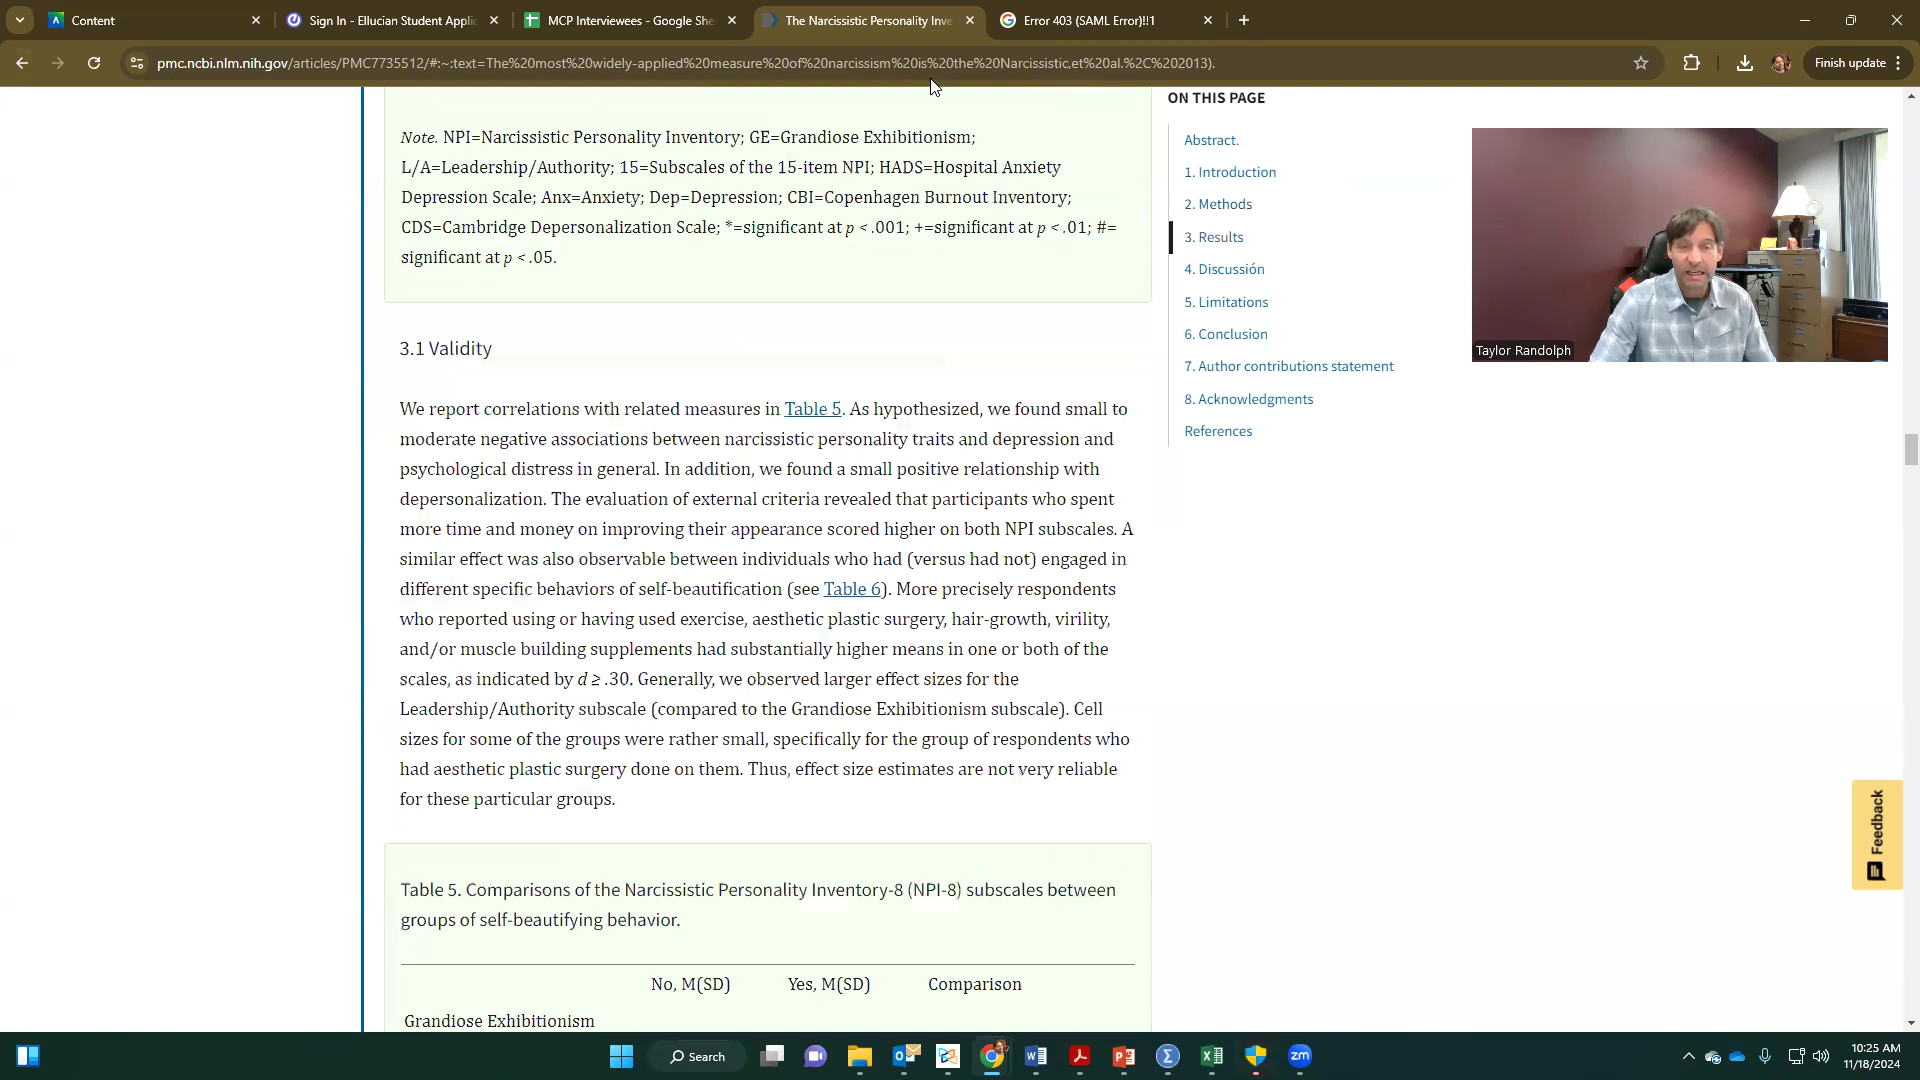 Content
Sign In - Ellucian Student Applic
MCP Interviewees - Google She
The Narcissistic Personality Inve
Error 403 (SAML Error)!!1
pmc.ncbi.nlm.nih.gov/articles/PMC7735512/#:~:text=The%20most%20widely-applied%20measure%20of%20narcissism%20is%20the%20Narcissistic,et%20al.%2C%202013).
Finish update
Note. NPI=Narcissistic Personality Inventory; GE=Grandiose Exhibitionism;
L/A=Leadership/Authority; 15=Subscales of the 15-item NPI; HADS=Hospital Anxiety
Depression Scale; Anx=Anxiety; Dep=Depression; CBI=Copenhagen Burnout Inventory;
CDS=Cambridge Depersonalization Scale; *=significant at p < .001; +=significant at p < .01; #=
significant at p < .05.
3.1 Validity
We report correlations with related measures in Table 5. As hypothesized, we found small to
moderate negative associations between narcissistic personality traits and depression and
psychological distress in general. In addition, we found a small positive relationship with
depersonalization. The evaluation of external criteria revealed that participants who spent
more time and money on improving their appearance scored higher on both NPI subscales. A
similar effect was also observable between individuals who had (versus had not) engaged in
different specific behaviors of self-beautification (see Table 6). More precisely respondents
who reported using or having used exercise, aesthetic plastic surgery, hair-growth, virility,
and/or muscle building supplements had substantially higher means in one or both of the
scales, as indicated by d ≥ .30. Generally, we observed larger effect sizes for the
Leadership/Authority subscale (compared to the Grandiose Exhibitionism subscale). Cell
sizes for some of the groups were rather small, specifically for the group of respondents who
had aesthetic plastic surgery done on them. Thus, effect size estimates are not very reliable
for these particular groups.
Table 5. Comparisons of the Narcissistic Personality Inventory-8 (NPI-8) subscales between
groups of self-beautifying behavior.
No, M(SD) Yes, M(SD) Comparison
Grandiose Exhibitionism
ON THIS PAGE
Abstract.
1. Introduction
2. Methods
3. Results
4. Discussión
5. Limitations
6. Conclusion
7. Author contributions statement
8. Acknowledgments
References
Taylor Randolph
Feedback
Search
zm
10:25 AM
11/18/2024